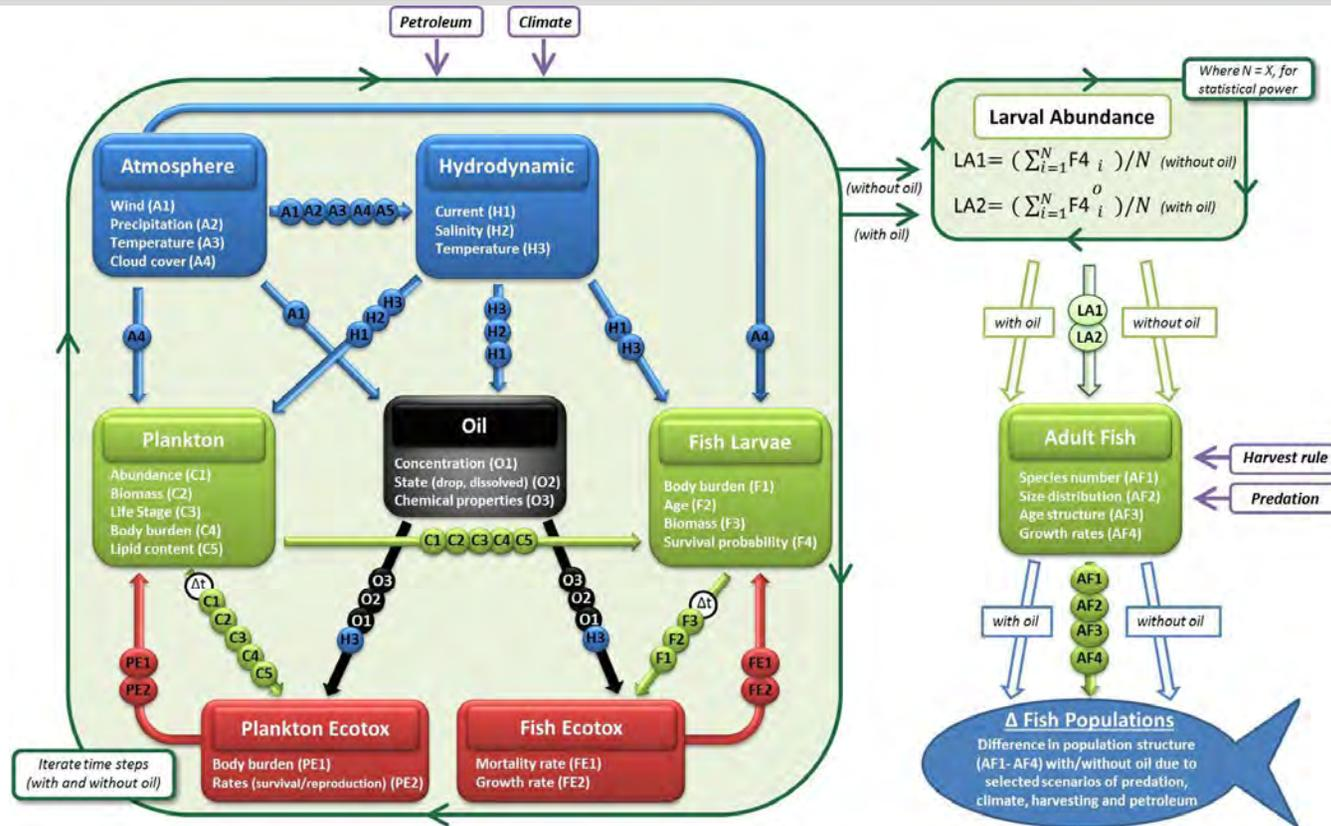 Petroleum
Climate
Where N = X, for
statistical power
Larval Abundance
LA1= ( ∑ᵢ₌₁ᴺ F4 ᵢ )/N (without oil)
LA2= ( ∑ᵢ₌₁ᴺ F4 ᵢᴼ )/N (with oil)
(without oil)
(with oil)
Atmosphere
Wind (A1)
Precipitation (A2)
Temperature (A3)
Cloud cover (A4)
A1 A2 A3 A4 A5
Hydrodynamic
Current (H1)
Salinity (H2)
Temperature (H3)
A4
A1
H3
H2
H1
H3
H2
H1
H1
H3
A4
with oil
LA1
LA2
without oil
Plankton
Abundance (C1)
Biomass (C2)
Life Stage (C3)
Body burden (C4)
Lipid content (C5)
Oil
Concentration (O1)
State (drop, dissolved) (O2)
Chemical properties (O3)
Fish Larvae
Body burden (F1)
Age (F2)
Biomass (F3)
Survival probability (F4)
C1 C2 C3 C4 C5
Adult Fish
Species number (AF1)
Size distribution (AF2)
Age structure (AF3)
Growth rates (AF4)
Harvest rule
Predation
Δt
C1
C2
C3
C4
C5
O3
O2
O1
H3
O3
O2
O1
H3
Δt
F3
F2
F1
PE1
PE2
FE1
FE2
with oil
AF1
AF2
AF3
AF4
without oil
Plankton Ecotox
Body burden (PE1)
Rates (survival/reproduction) (PE2)
Fish Ecotox
Mortality rate (FE1)
Growth rate (FE2)
Iterate time steps
(with and without oil)
Δ Fish Populations
Difference in population structure
(AF1- AF4) with/without oil due to
selected scenarios of predation,
climate, harvesting and petroleum